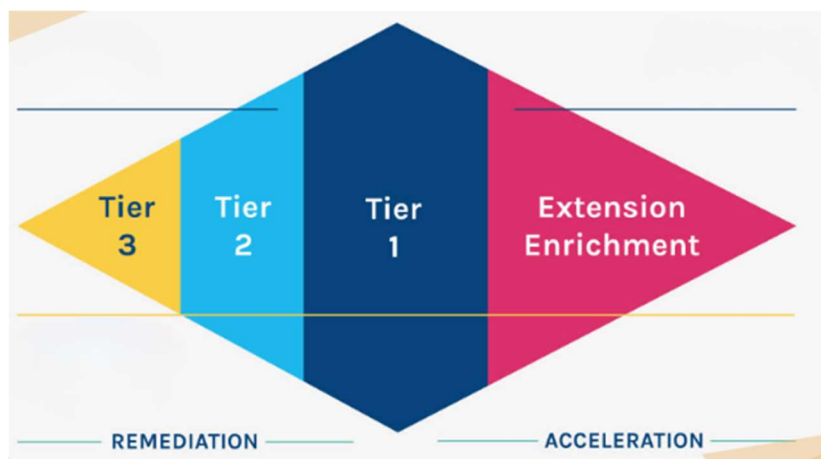 Tier
3
Tier
2
Tier
1
Extension
Enrichment
REMEDIATION
ACCELERATION